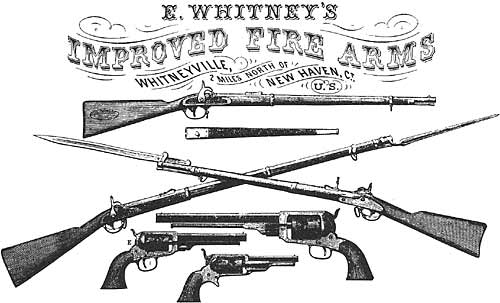 E. WHITNEY'S
IMPROVED FIRE ARMS
WHITNEYVILLE,
2 MILES NORTH OF
NEW HAVEN, CT.
U.S.
E